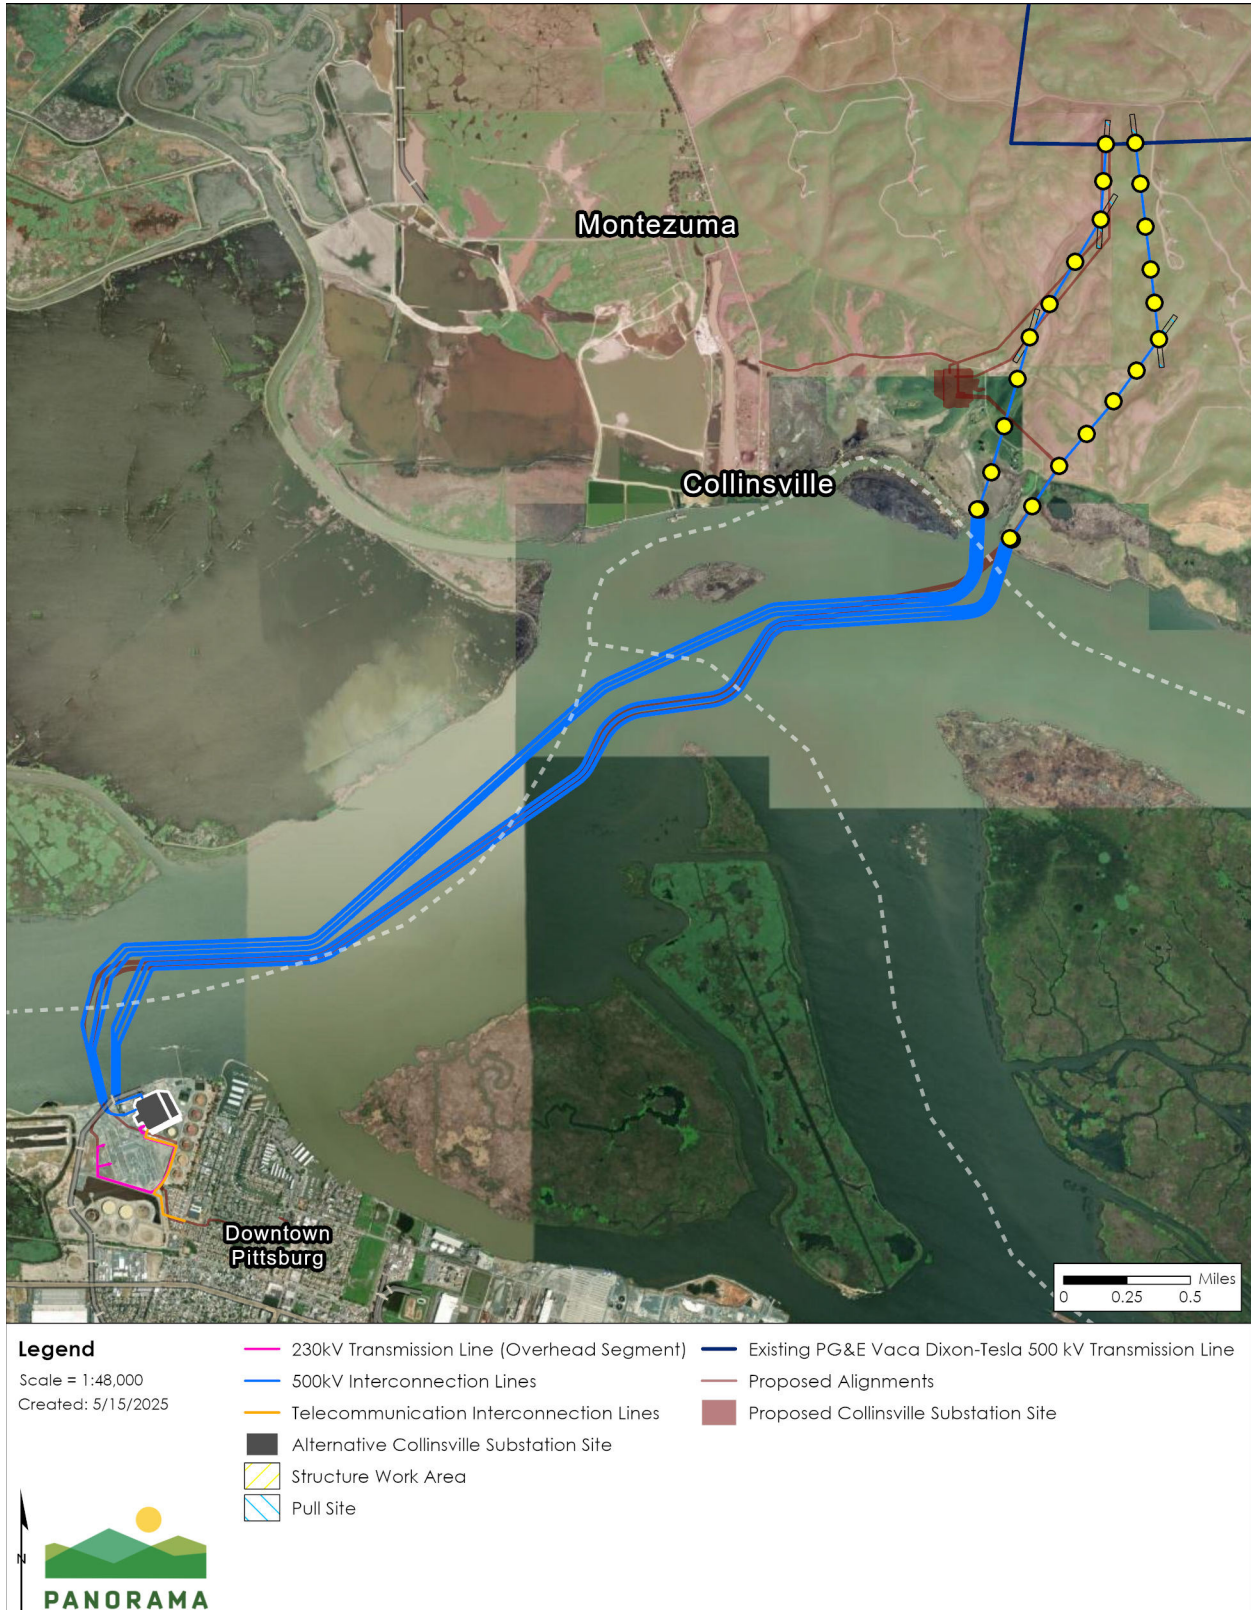 Montezuma
Collinsville
Downtown
Pittsburg
Miles
0 0.25 0.5
Legend
Scale = 1:48,000
Created: 5/15/2025
230kV Transmission Line (Overhead Segment)
500kV Interconnection Lines
Telecommunication Interconnection Lines
Alternative Collinsville Substation Site
Structure Work Area
Pull Site
Existing PG&E Vaca Dixon-Tesla 500 kV Transmission Line
Proposed Alignments
Proposed Collinsville Substation Site
N
PANORAMA